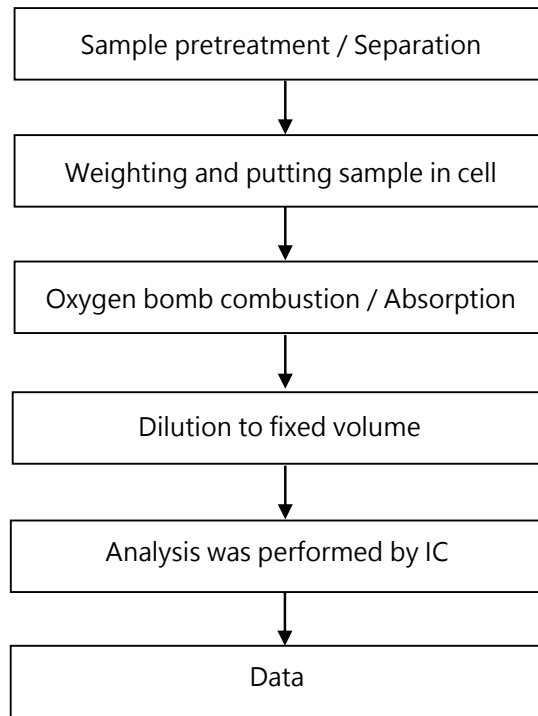 Sample pretreatment / Separation
Weighting and putting sample in cell
Oxygen bomb combustion / Absorption
Dilution to fixed volume
Analysis was performed by IC
Data